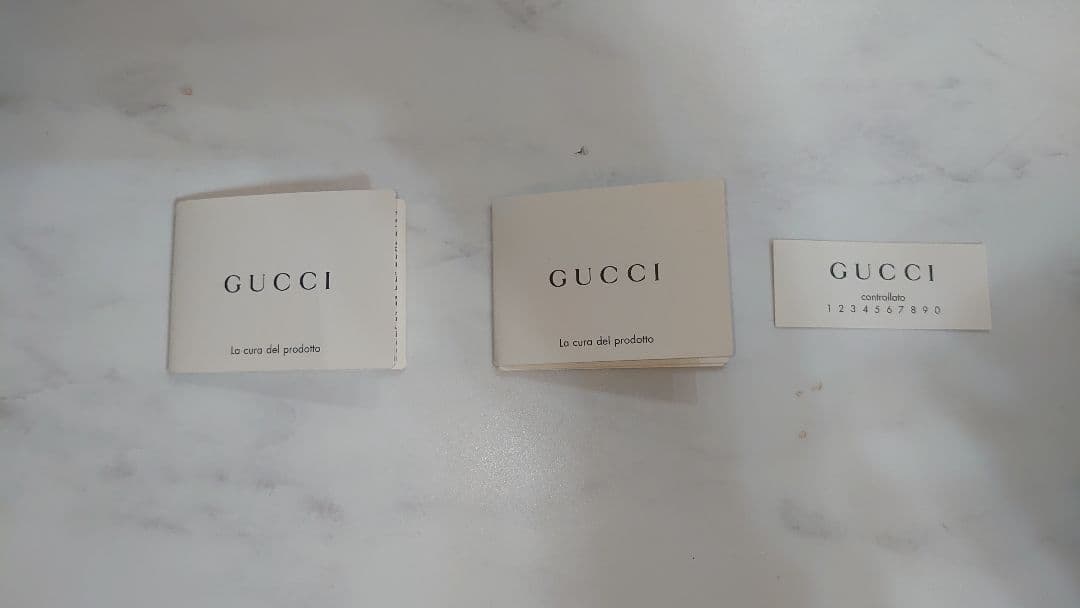 GUCCI
La cura del prodotto
GUCCI
La cura del prodotto
GUCCI
controllato
1 2 3 4 5 6 7 8 9 0